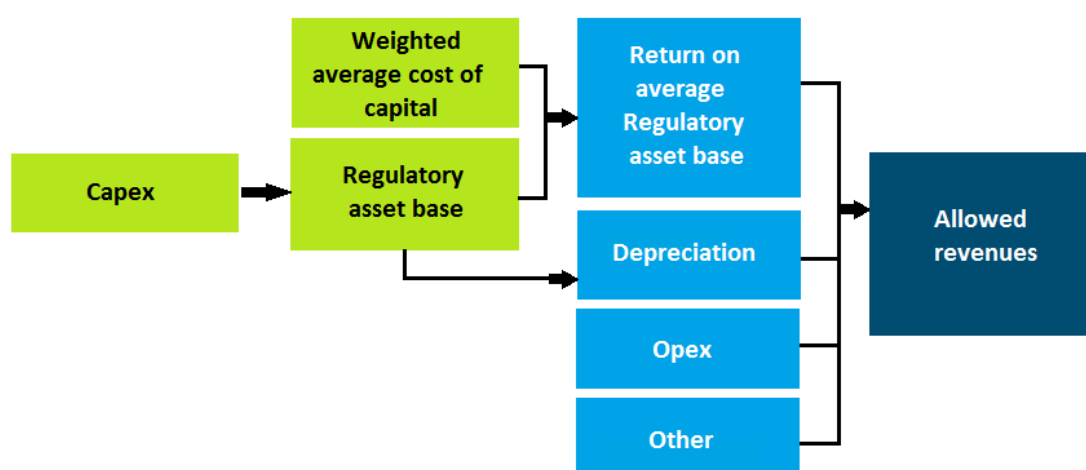 Capex
Weighted
average cost of
capital
Regulatory
asset base
Return on
average
Regulatory
asset base
Depreciation
Opex
Other
Allowed
revenues